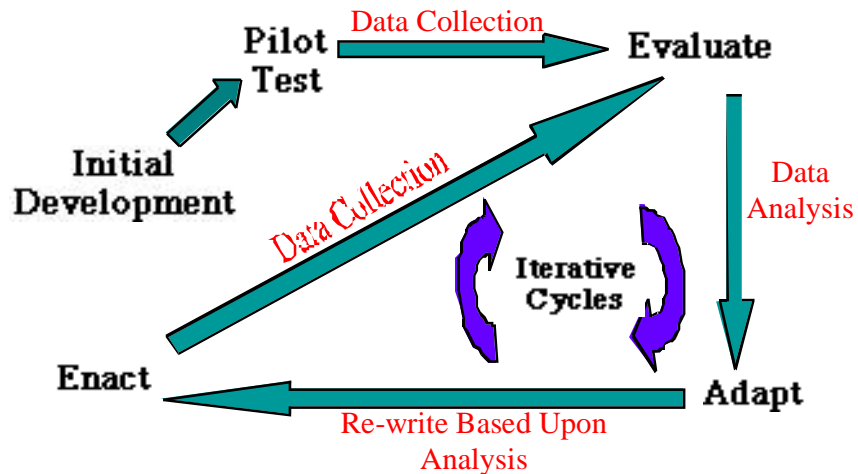 Data Collection
Pilot
Test
Evaluate
Initial
Development
Data Collection
Data
Analysis
Iterative
Cycles
Enact
Adapt
Re-write Based Upon
Analysis